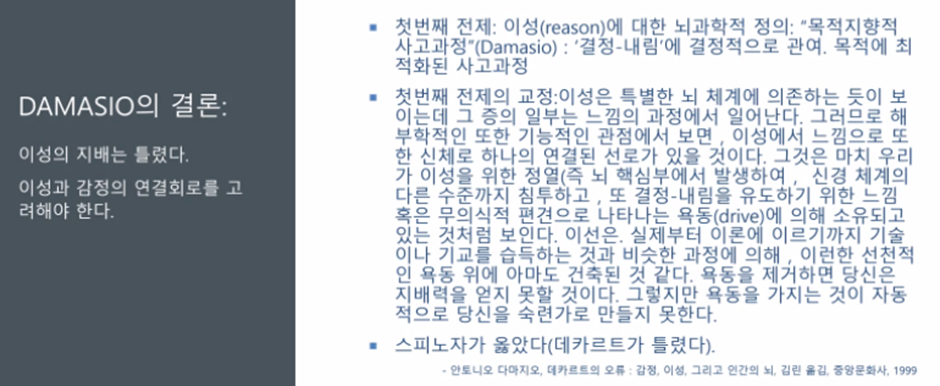 DAMASIO의 결론:
이성의 지배는 틀렸다.
이성과 감정의 연결회로를 고
려해야 한다.
▪ 첫번째 전제: 이성(reason)에 대한 뇌과학적 정의: “목적지향적
사고과정”(Damasio) : ‘결정-내림’에 결정적으로 관여. 목적에 최
적화된 사고과정
▪ 첫번째 전제의 교정:이성은 특별한 뇌 체계에 의존하는 듯이 보
이는데 그 증의 일부는 느낌의 과정에서 일어난다. 그러므로 해
부학적인 또한 기능적인 관점에서 보면 , 이성에서 느낌으로 또
한 신체로 하나의 연결된 선로가 있을 것이다. 그것은 마치 우리
가 이성을 위한 정열(즉 뇌 핵심부에서 발생하여 , 신경 체계의
다른 수준까지 침투하고 , 또 결정-내림을 유도하기 위한 느낌
혹은 무의식적 편견으로 나타나는 욕동(drive)에 의해 소유되고
있는 것처럼 보인다. 이선은. 실제부터 이론에 이르기까지 기술
이나 기교를 습득하는 것과 비슷한 과정에 의해 , 이런한 선천적
인 욕동 위에 아마도 건축된 것 같다. 욕동을 제거하면 당신은
지배력을 얻지 못할 것이다. 그렇지만 욕동을 가지는 것이 자동
적으로 당신을 숙련가로 만들지 못한다.
▪ 스피노자가 옳았다(데카르트가 틀렸다).
- 안토니오 다마지오, 데카르트의 오류 : 감정, 이성, 그리고 인간의 뇌, 김린 옮김, 중앙문화사, 1999